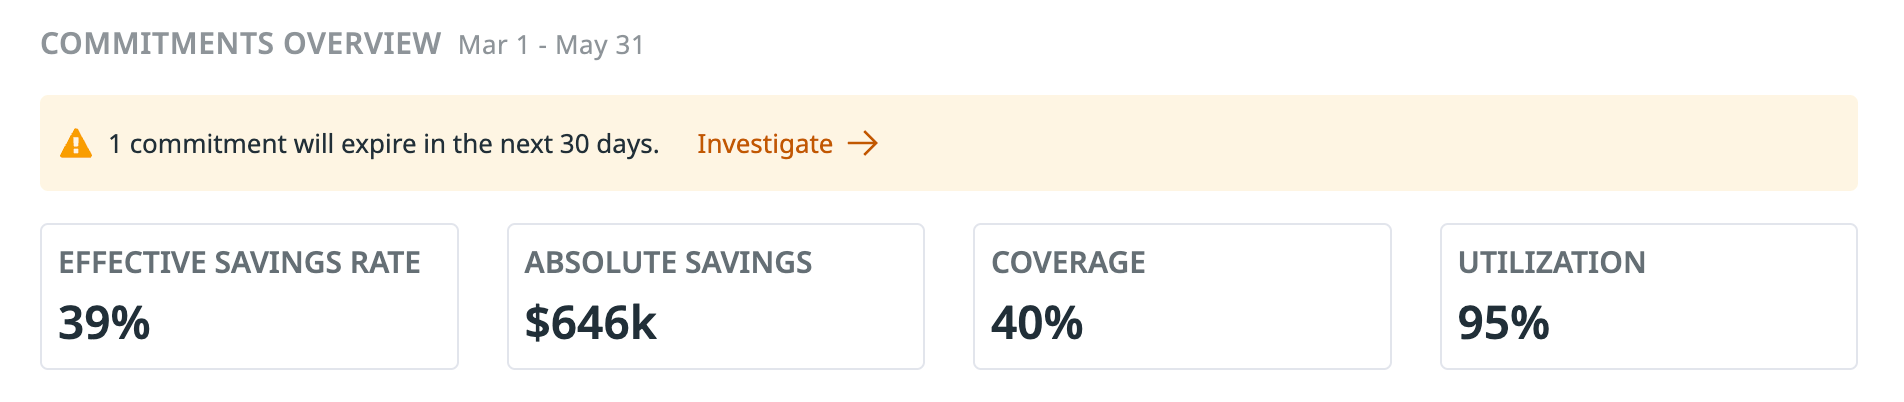 COMMITMENTS OVERVIEW Mar 1 - May 31
1 commitment will expire in the next 30 days. Investigate →
EFFECTIVE SAVINGS RATE
39%
ABSOLUTE SAVINGS
$646k
COVERAGE
40%
UTILIZATION
95%